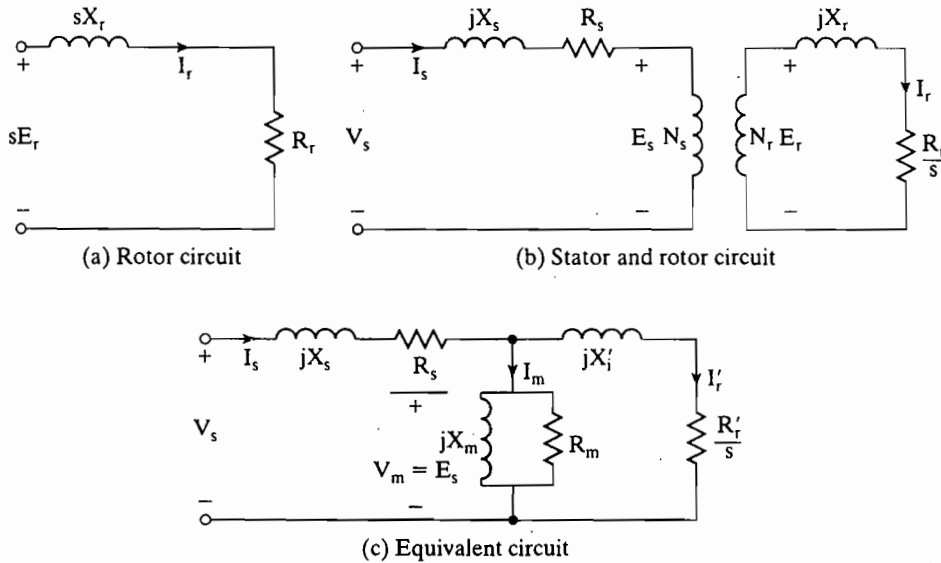 sX_r
+
I_r
sE_r
R_r
−
(a) Rotor circuit
jX_s
R_s
+
I_s
V_s
−
+
E_s
N_s
−
jX_r
+
I_r
N_r
E_r
R_r/s
−
(b) Stator and rotor circuit
+
I_s
jX_s
R_s
I_m
jX'_i
I'_r
+
V_s
jX_m
R_m
R'_r/s
V_m = E_s
−
−
(c) Equivalent circuit